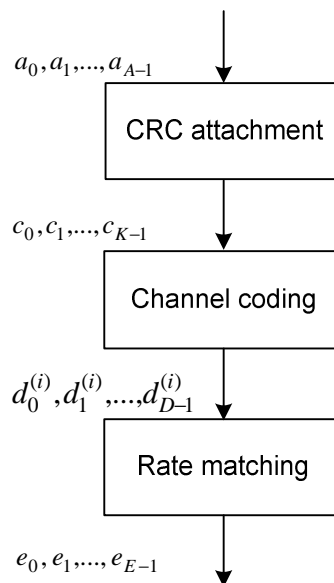 a_0, a_1, ..., a_{A-1}
CRC attachment
c_0, c_1, ..., c_{K-1}
Channel coding
d_0^{(i)}, d_1^{(i)}, ..., d_{D-1}^{(i)}
Rate matching
e_0, e_1, ..., e_{E-1}